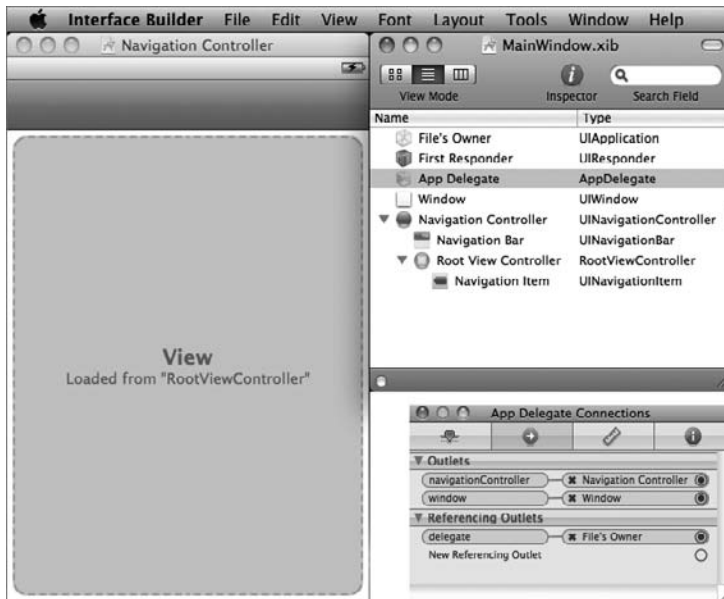 Interface Builder File Edit View Font Layout Tools Window Help
Navigation Controller
View
Loaded from "RootViewController"
MainWindow.xib
View Mode Inspector Search Field
Name Type
File's Owner UIApplication
First Responder UIResponder
App Delegate AppDelegate
Window UIWindow
Navigation Controller UINavigationController
Navigation Bar UINavigationBar
Root View Controller RootViewController
Navigation Item UINavigationItem
App Delegate Connections
Outlets
navigationController Navigation Controller
window Window
Referencing Outlets
delegate File's Owner
New Referencing Outlet